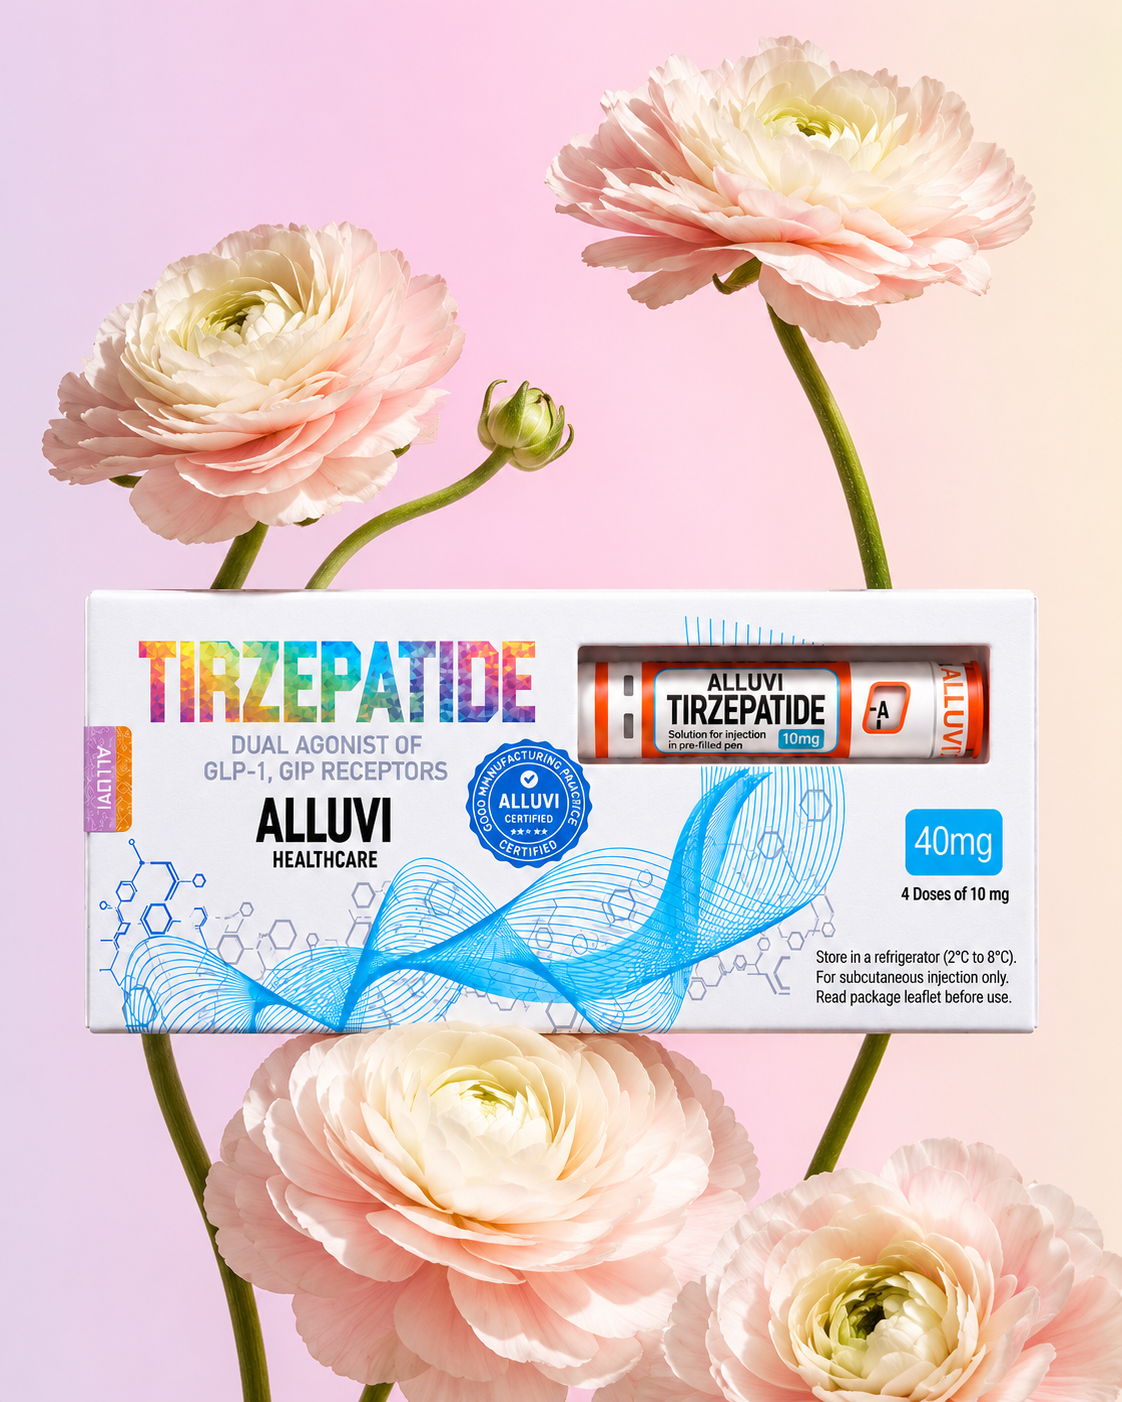 TIRZEPATIDE
DUAL AGONIST OF
GLP-1, GIP RECEPTORS
ALLUVI
HEALTHCARE
ALLUVI
GOOD MMNUFACTURING
ALLUVI
CERTIFIED
CERTIFIED
ALLUVI
TIRZEPATIDE
Solution for injection
in pre-filled pen
10mg
A
ALLUVI
40mg
4 Doses of 10 mg
Store in a refrigerator (2°C to 8°C).
For subcutaneous injection only.
Read package leaflet before use.